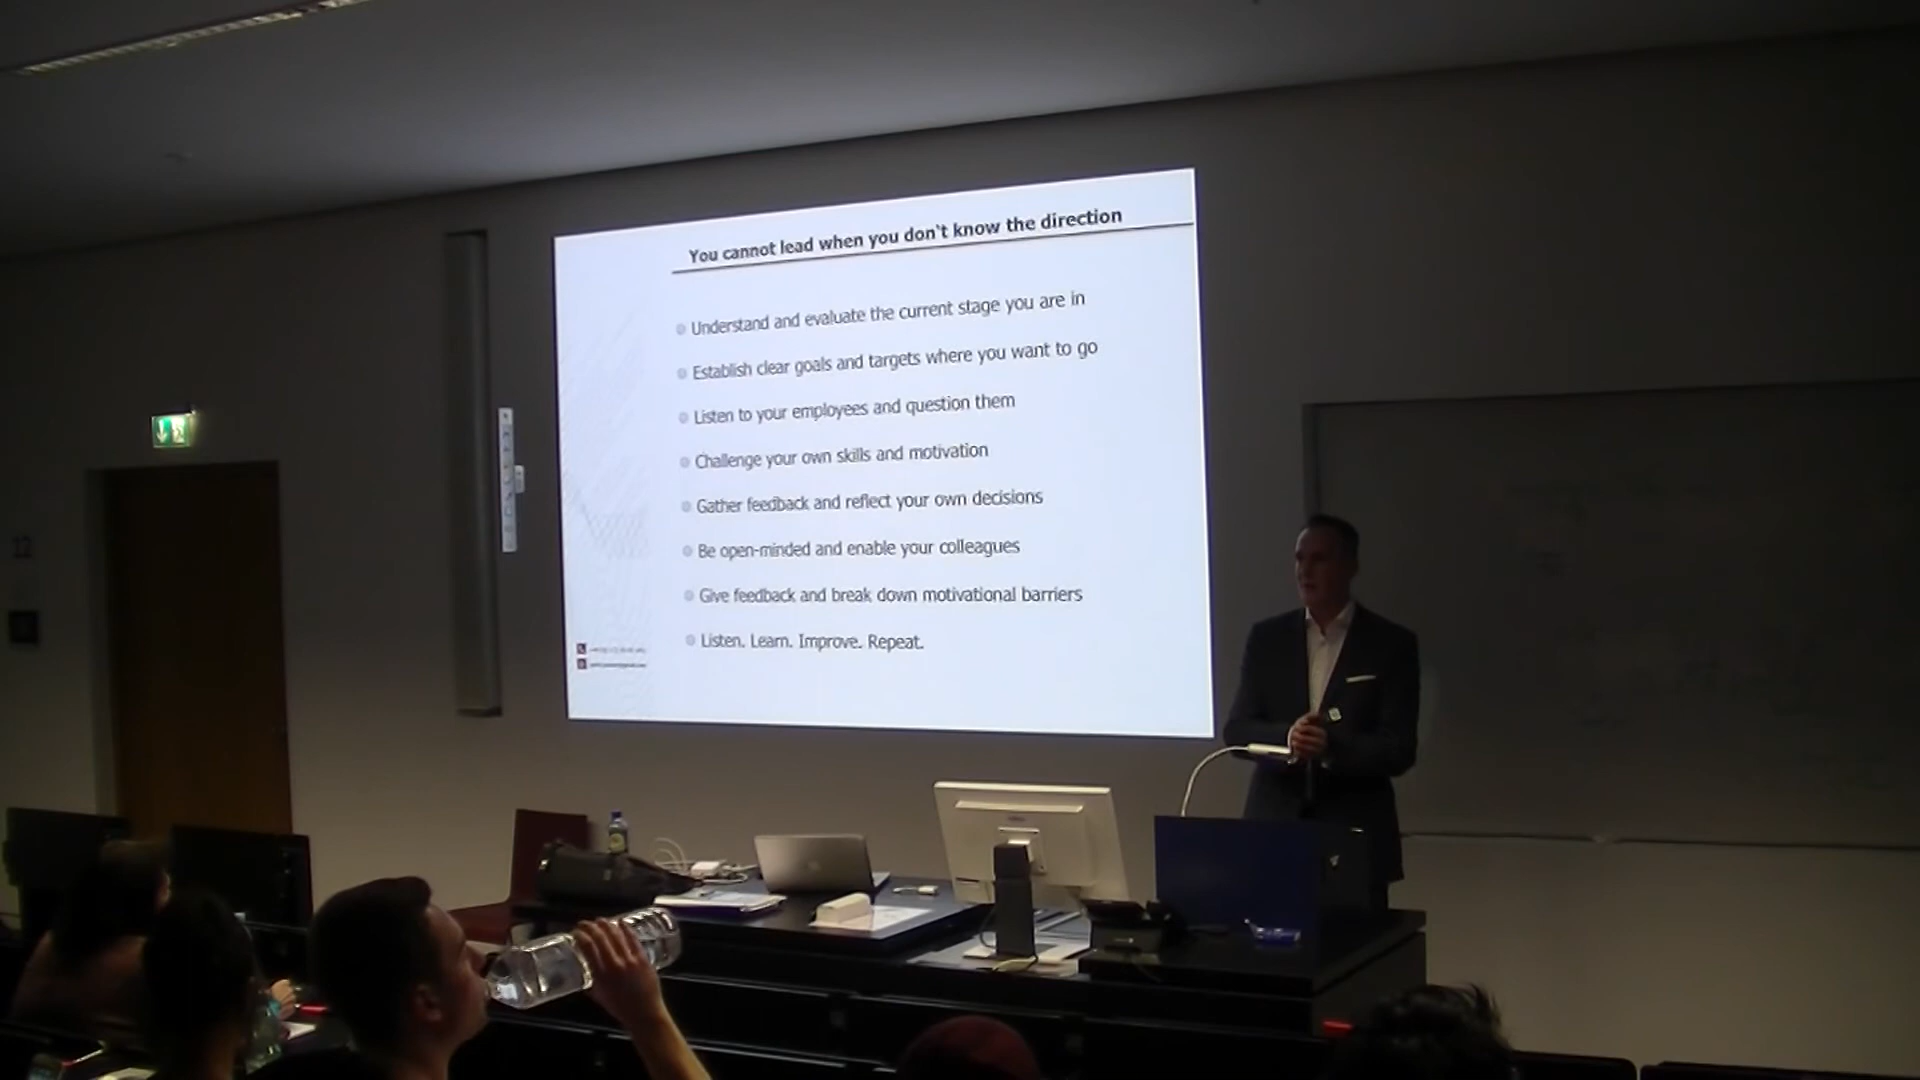 You cannot lead when you don't know the direction
Understand and evaluate the current stage you are in
Establish clear goals and targets where you want to go
Listen to your employees and question them
Challenge your own skills and motivation
Gather feedback and reflect your own decisions
Be open-minded and enable your colleagues
Give feedback and break down motivational barriers
Listen. Learn. Improve. Repeat.
12